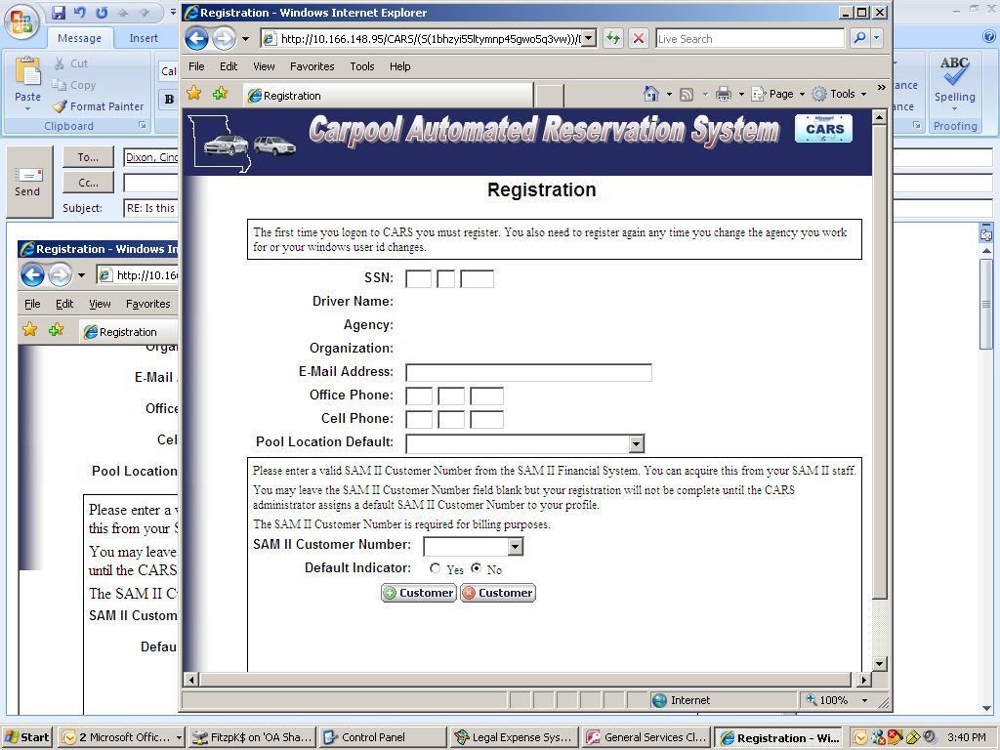 Registration - Windows Internet Explorer
http://10.166.148.95/CARS/(S(1bhzyi55ltymnp45gwo5q3vw))/
Live Search
File Edit View Favorites Tools Help
Registration
Page Tools »
Message Insert
Cut
Copy
Paste Format Painter
Clipboard
Cal
B
ABC
Spelling
Proofing
Send
To... Dixon, Cind
Cc...
Subject: RE: Is this
Carpool Automated Reservation System
Missouri
CARS
Registration
The first time you logon to CARS you must register. You also need to register again any time you change the agency you work
for or your windows user id changes.
SSN:
Driver Name:
Agency:
Organization:
E-Mail Address:
Office Phone:
Cell Phone:
Pool Location Default:
Please enter a valid SAM II Customer Number from the SAM II Financial System. You can acquire this from your SAM II staff.
You may leave the SAM II Customer Number field blank but your registration will not be complete until the CARS
administrator assigns a default SAM II Customer Number to your profile.
The SAM II Customer Number is required for billing purposes.
SAM II Customer Number:
Default Indicator: Yes No
Customer Customer
Internet 100%
Registration - Windows In
http://10.16
File Edit View Favorites
Registration
Orga
E-Mail
Office
Cel
Pool Location
Please enter a v
this from your S
You may leave
until the CARS
The SAM II C
SAM II Custom
Defau
Start 2 Microsoft Offic... FitzpK$ on 'OA Sha... Control Panel Legal Expense Sys... General Services Cl... Registration - Wi... 3:40 PM